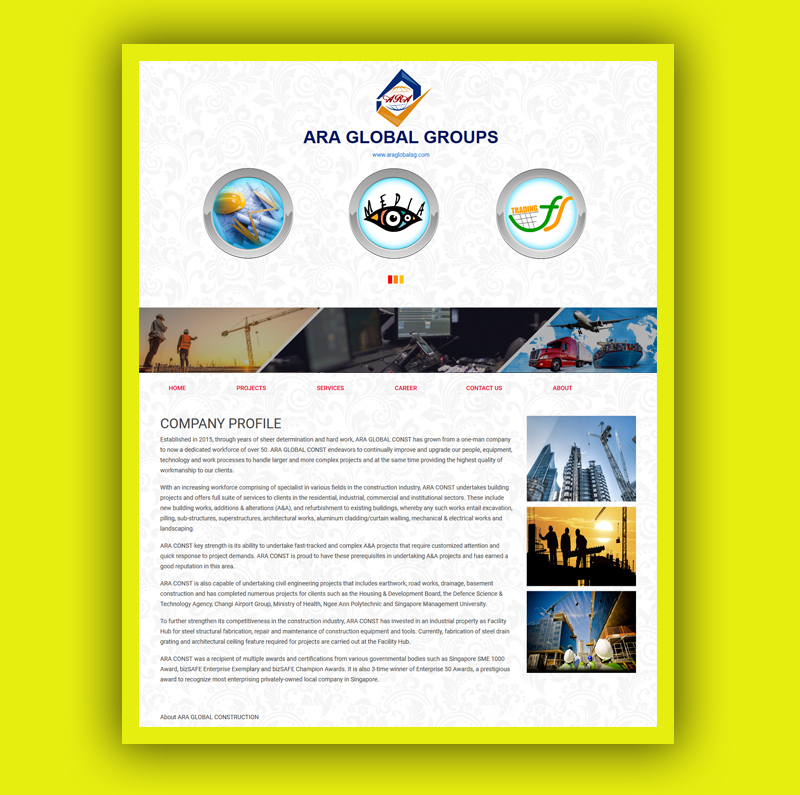 ARA
ARA GLOBAL GROUPS
www.araglobalsg.com
MEDIA
TRADING
HOME PROJECTS SERVICES CAREER CONTACT US ABOUT
COMPANY PROFILE
Established in 2015, through years of sheer determination and hard work, ARA GLOBAL CONST has grown from a one-man company
to now a dedicated workforce of over 50. ARA GLOBAL CONST endeavors to continually improve and upgrade our people, equipment,
technology and work processes to handle larger and more complex projects and at the same time providing the highest quality of
workmanship to our clients.
With an increasing workforce comprising of specialist in various fields in the construction industry, ARA CONST undertakes building
projects and offers full suite of services to clients in the residential, industrial, commercial and institutional sectors. These include
new building works, additions & alterations (A&A), and refurbishment to existing buildings, whereby any such works entail excavation,
piling, sub-structures, superstructures, architectural works, aluminum cladding/curtain walling, mechanical & electrical works and
landscaping.
ARA CONST key strength is its ability to undertake fast-tracked and complex A&A projects that require customized attention and
quick response to project demands. ARA CONST is proud to have these prerequisites in undertaking A&A projects and has earned a
good reputation in this area.
ARA CONST is also capable of undertaking civil engineering projects that includes earthwork, road works, drainage, basement
construction and has completed numerous projects for clients such as the Housing & Development Board, the Defence Science &
Technology Agency, Changi Airport Group, Ministry of Health, Ngee Ann Polytechnic and Singapore Management University.
To further strengthen its competitiveness in the construction industry, ARA CONST has invested in an industrial property as Facility
Hub for steel structural fabrication, repair and maintenance of construction equipment and tools. Currently, fabrication of steel drain
grating and architectural ceiling feature required for projects are carried out at the Facility Hub.
ARA CONST was a recipient of multiple awards and certifications from various governmental bodies such as Singapore SME 1000
Award, bizSAFE Enterprise Exemplary and bizSAFE Champion Awards. It is also 3-time winner of Enterprise 50 Awards, a prestigious
award to recognize most enterprising privately-owned local company in Singapore.
About ARA GLOBAL CONSTRUCTION